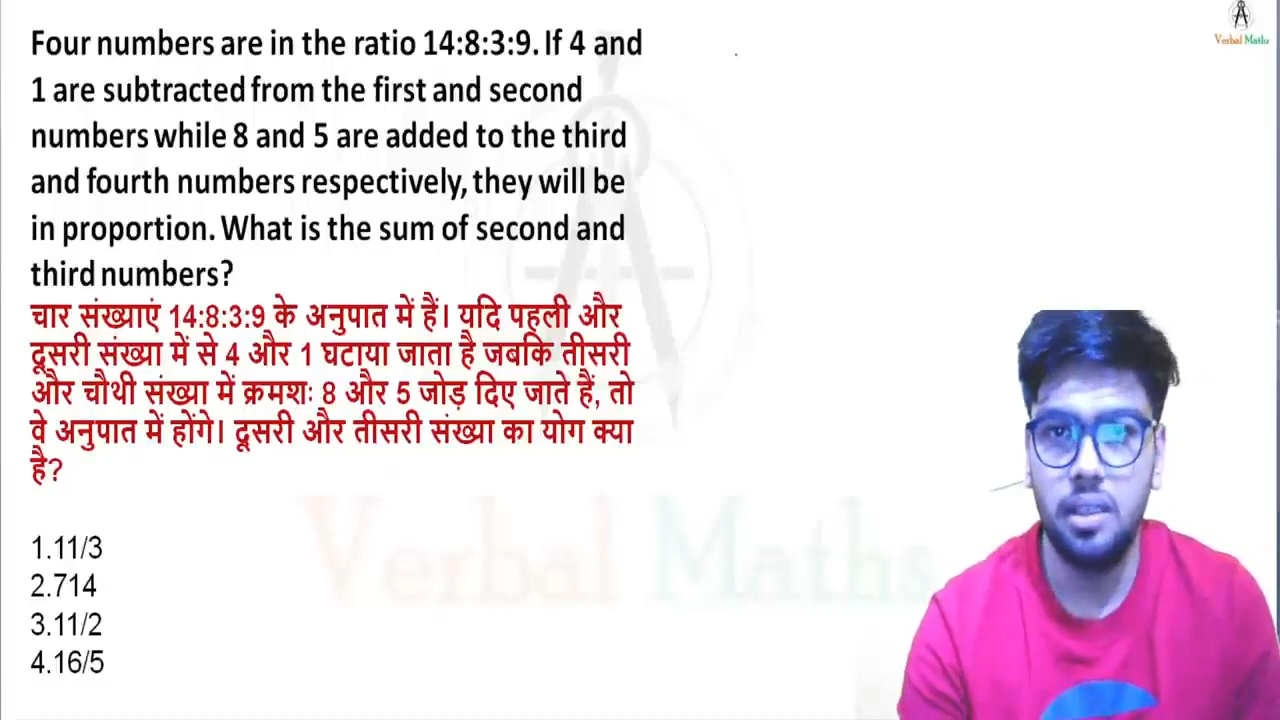 Four numbers are in the ratio 14:8:3:9. If 4 and
1 are subtracted from the first and second
numbers while 8 and 5 are added to the third
and fourth numbers respectively, they will be
in proportion. What is the sum of second and
third numbers?
चार संख्याएं 14:8:3:9 के अनुपात में हैं। यदि पहली और
दूसरी संख्या में से 4 और 1 घटाया जाता है जबकि तीसरी
और चौथी संख्या में क्रमशः 8 और 5 जोड़ दिए जाते हैं, तो
वे अनुपात में होंगे। दूसरी और तीसरी संख्या का योग क्या
है?
1.11/3
2.714
3.11/2
4.16/5
Verbal Maths
Verbal Maths